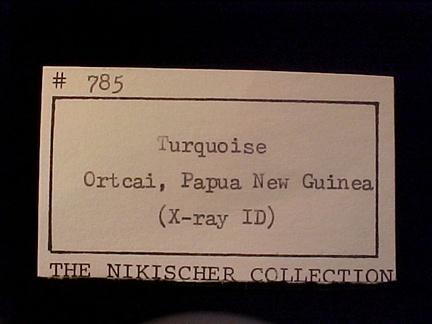 # 785
Turquoise
Ortcai, Papua New Guinea
(X-ray ID)
THE NIKISCHER COLLECTION